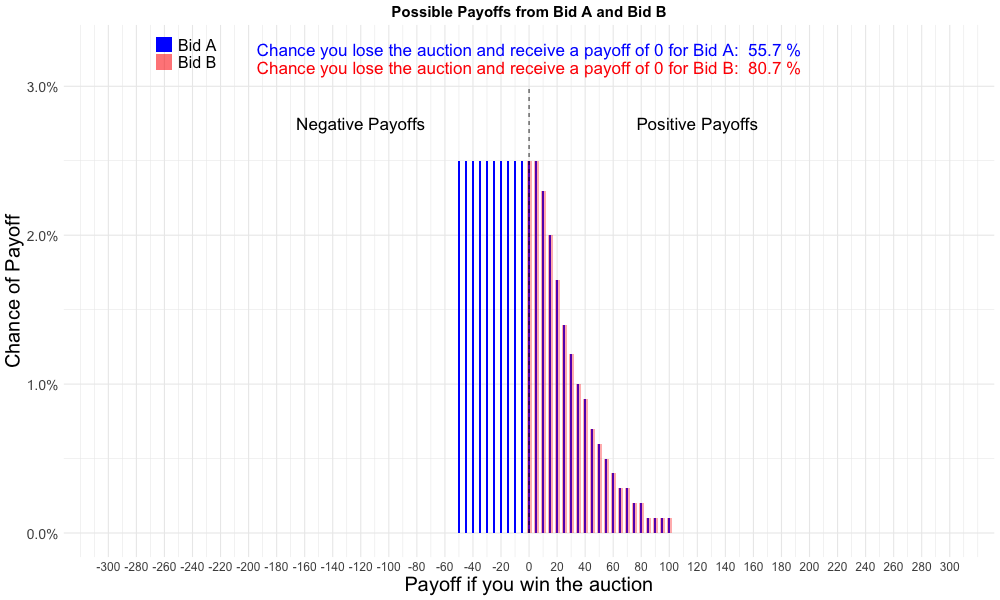 Possible Payoffs from Bid A and Bid B
Bid A
Bid B
Chance you lose the auction and receive a payoff of 0 for Bid A:  55.7 %
Chance you lose the auction and receive a payoff of 0 for Bid B:  80.7 %
Negative Payoffs
Positive Payoffs
Chance of Payoff
3.0%
2.0%
1.0%
0.0%
-300 -280 -260 -240 -220 -200 -180 -160 -140 -120 -100 -80 -60 -40 -20 0 20 40 60 80 100 120 140 160 180 200 220 240 260 280 300
Payoff if you win the auction